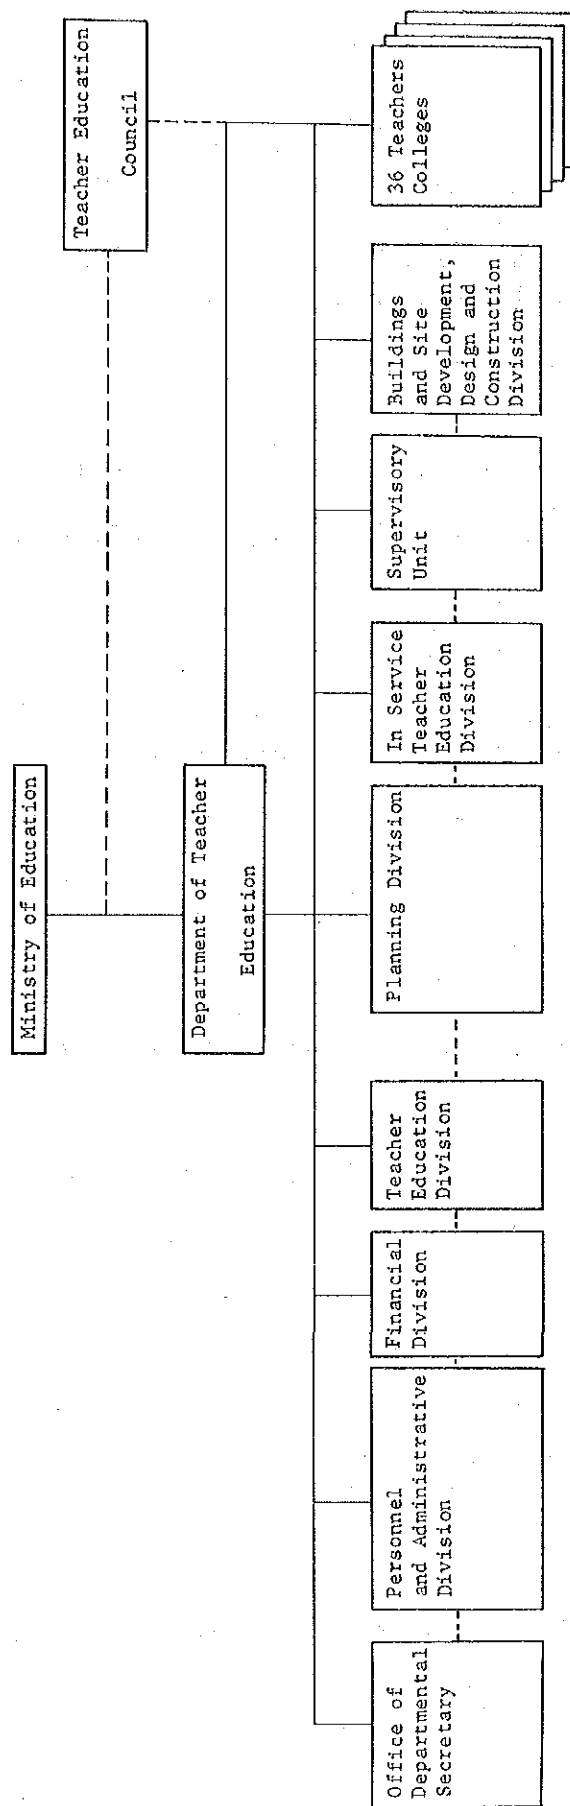 Ministry of Education
Teacher Education
Council
Department of Teacher
Education
Office of
Departmental
Secretary
Personnel
and Administrative
Division
Financial
Division
Teacher
Education
Division
Planning Division
In Service
Teacher
Education
Division
Supervisory
Unit
Buildings
and Site
Development,
Design and
Construction
Division
36 Teachers
Colleges